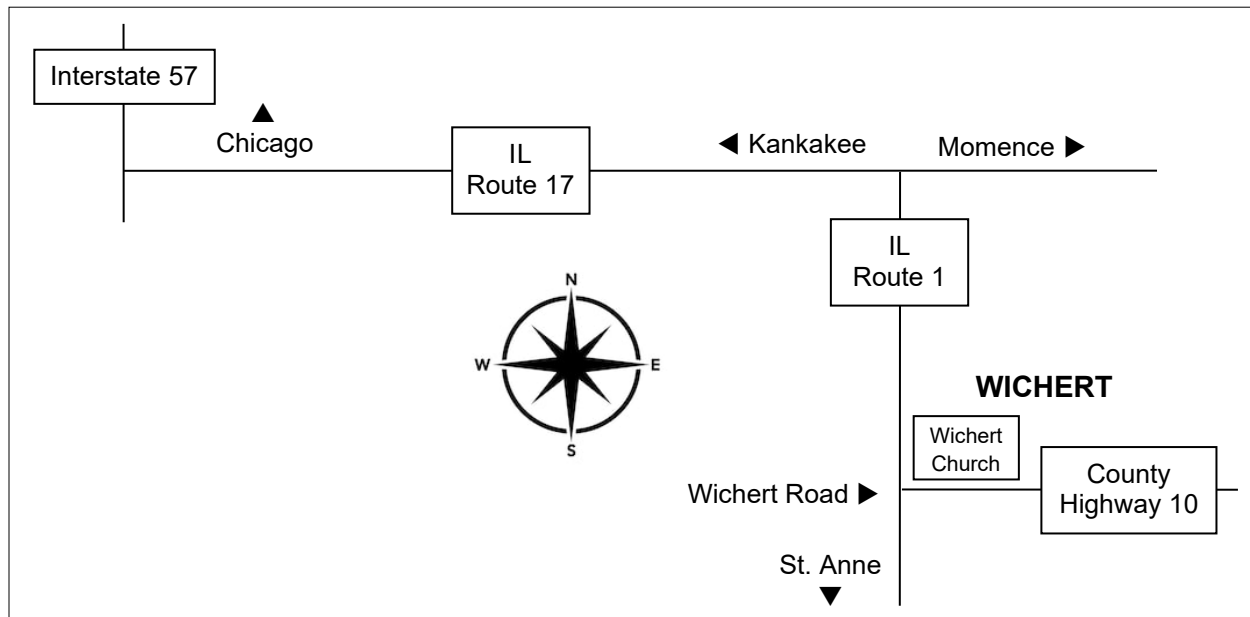 Interstate 57
Chicago
IL
Route 17
Kankakee
Momence
IL
Route 1
N
W
E
S
WICHERT
Wichert
Church
Wichert Road
County
Highway 10
St. Anne